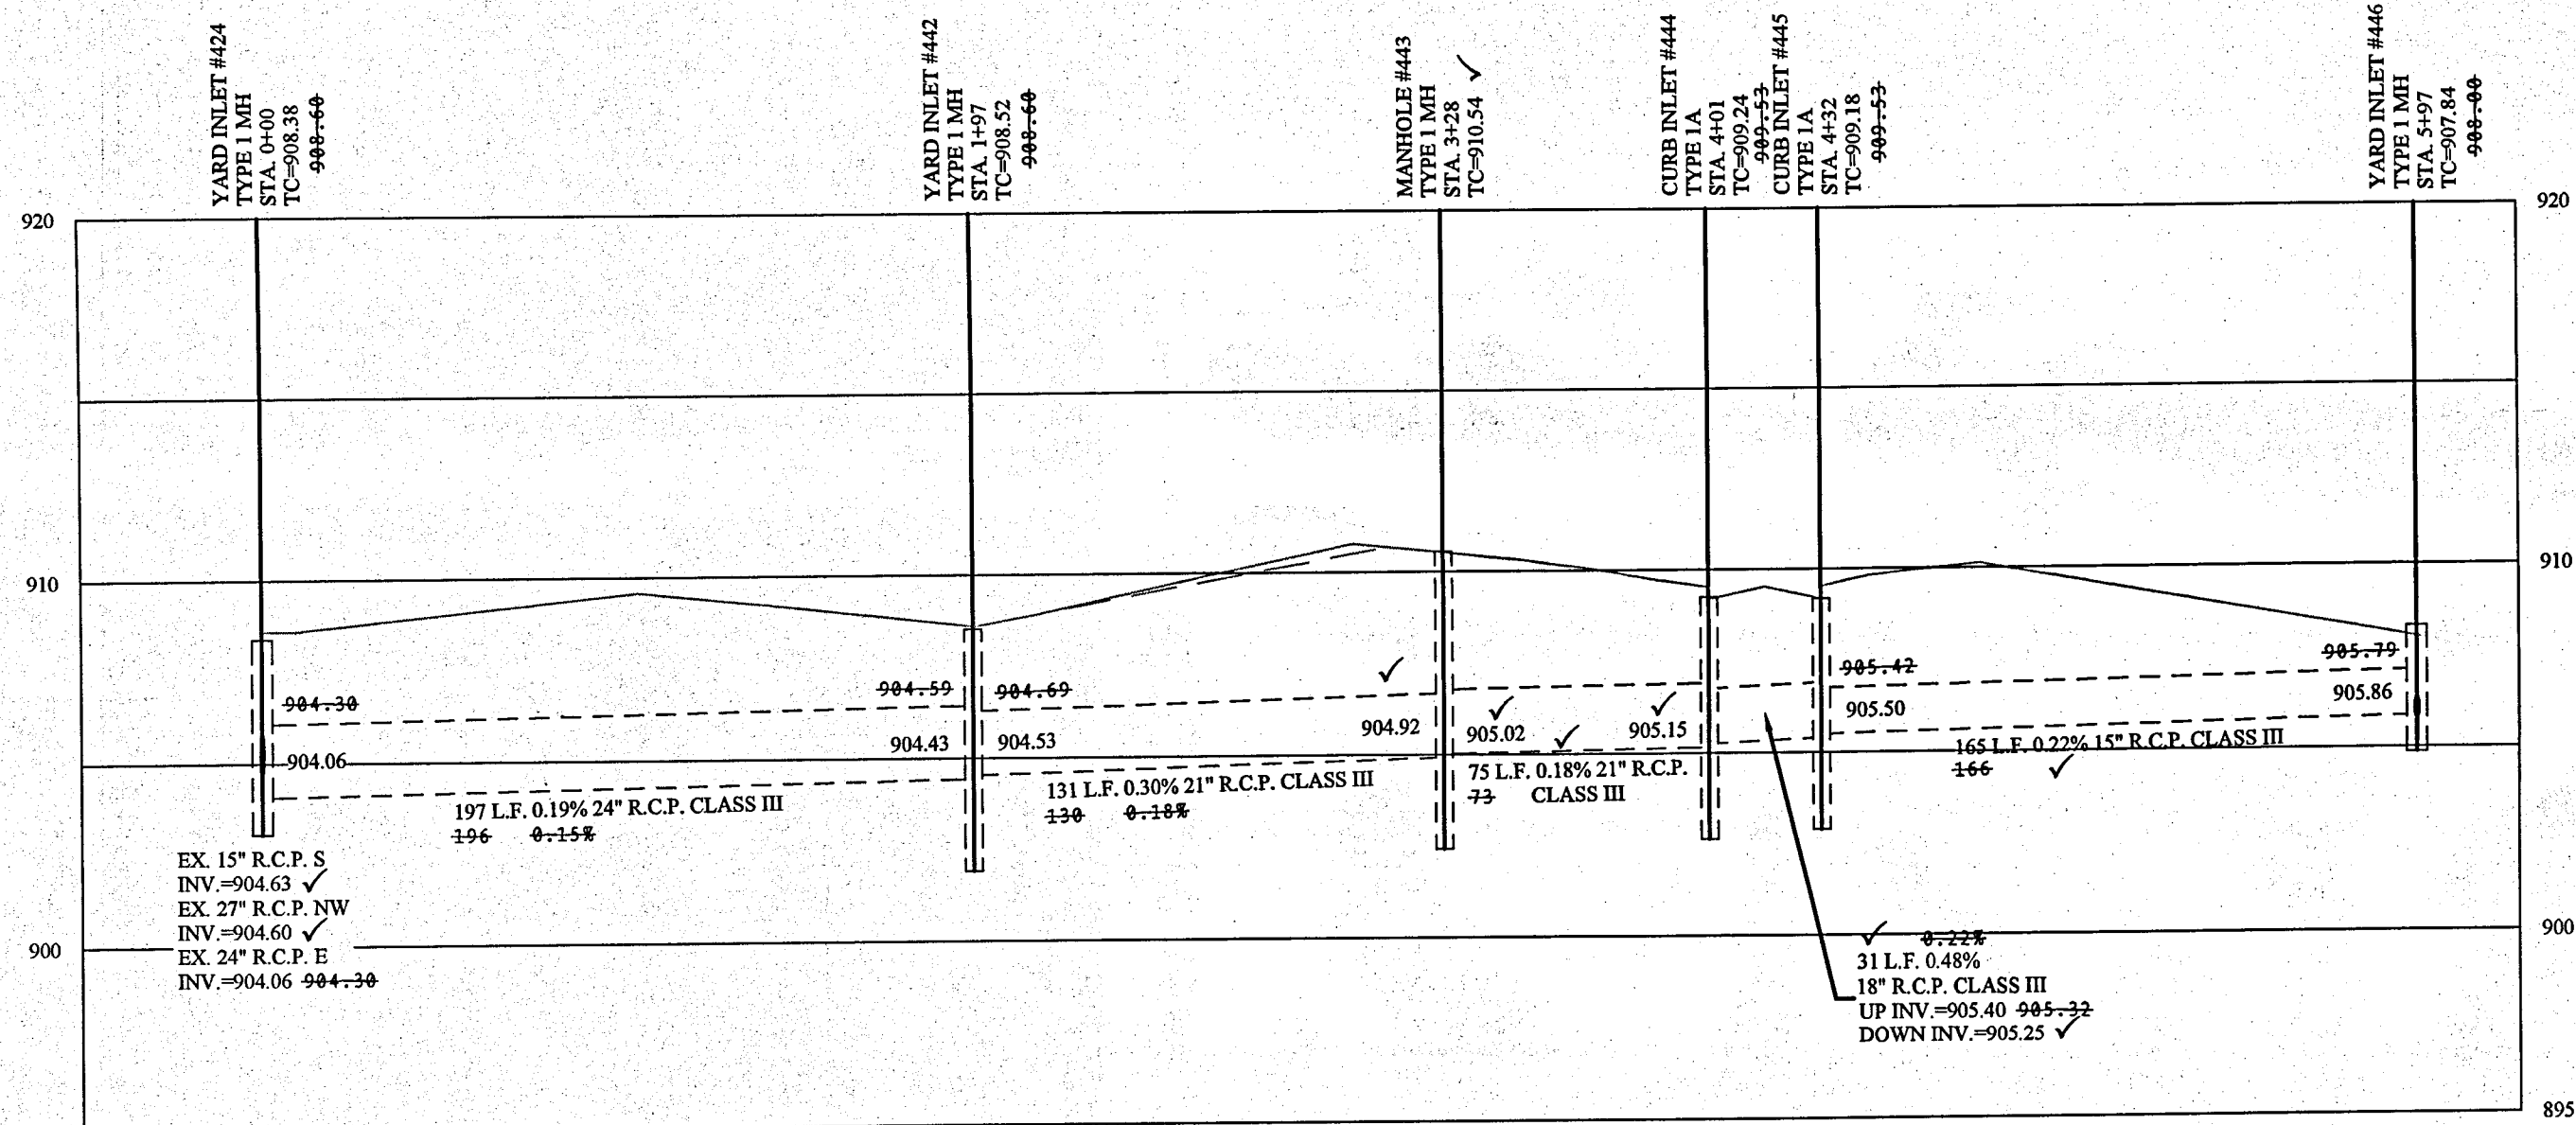 YARD INLET #424
TYPE 1 MH
STA. 0+00
TC=908.38
908.60
YARD INLET #442
TYPE 1 MH
STA. 1+97
TC=908.52
908.60
MANHOLE #443
TYPE 1 MH
STA. 3+28
TC=910.54 ✓
CURB INLET #444
TYPE 1A
STA. 4+01
TC=909.24
909.53
CURB INLET #445
TYPE 1A
STA. 4+32
TC=909.18
909.53
YARD INLET #446
TYPE 1 MH
STA. 5+97
TC=907.84
908.00
920
920
910
910
904.30
904.59
904.69
✓
905.42
905.79
904.06
904.43
904.53
904.92
905.02 ✓
905.15 ✓
905.50
905.86
197 L.F. 0.19% 24" R.C.P. CLASS III
196 0.15%
131 L.F. 0.30% 21" R.C.P. CLASS III
130 0.18%
✓
75 L.F. 0.18% 21" R.C.P.
73 CLASS III
165 L.F. 0.22% 15" R.C.P. CLASS III
166 ✓
EX. 15" R.C.P. S
INV.=904.63 ✓
EX. 27" R.C.P. NW
INV.=904.60 ✓
EX. 24" R.C.P. E
INV.=904.06 904.30
900
900
✓ 0.22%
31 L.F. 0.48%
18" R.C.P. CLASS III
UP INV.=905.40 905.32
DOWN INV.=905.25 ✓
895